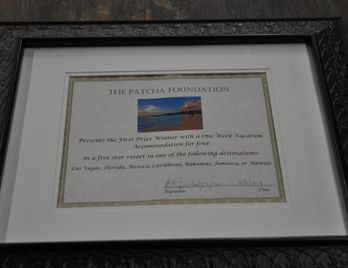 THE PATCHA FOUNDATION
Presents the First Prize Winner with a One Week Vacation
Accommodation for four
in a five star resort in one of the following destinations:
Las Vegas, Florida, Mexico, Caribbean, Bahamas, Jamaica, or Hawaii
Signature Date